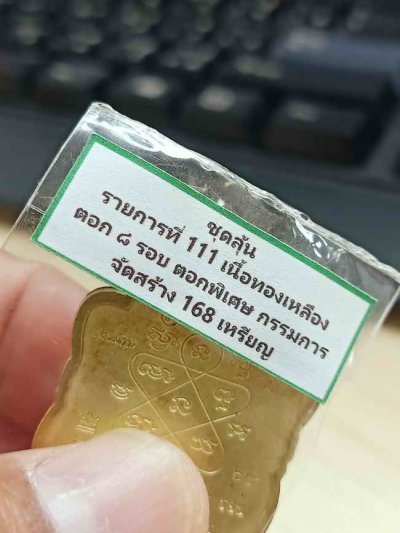 ชุดลุ้น
รายการที่ 111 เนื้อทองเหลือง
ตอก ๘ รอบ ตอกพิเศษ กรรมการ
จัดสร้าง 168 เหรียญ